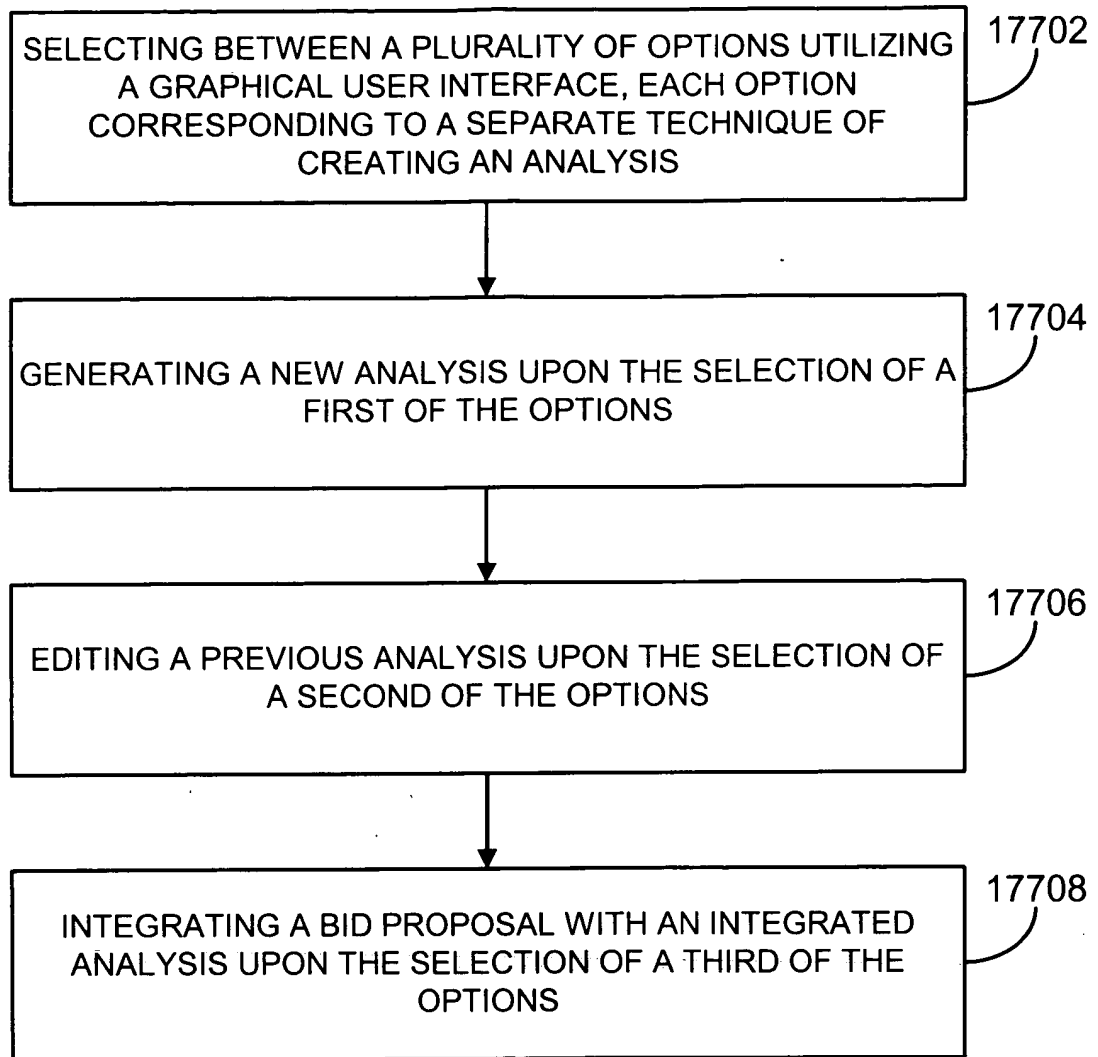 SELECTING BETWEEN A PLURALITY OF OPTIONS UTILIZING
A GRAPHICAL USER INTERFACE, EACH OPTION
CORRESPONDING TO A SEPARATE TECHNIQUE OF
CREATING AN ANALYSIS
17702
GENERATING A NEW ANALYSIS UPON THE SELECTION OF A
FIRST OF THE OPTIONS
17704
EDITING A PREVIOUS ANALYSIS UPON THE SELECTION OF
A SECOND OF THE OPTIONS
17706
INTEGRATING A BID PROPOSAL WITH AN INTEGRATED
ANALYSIS UPON THE SELECTION OF A THIRD OF THE
OPTIONS
17708